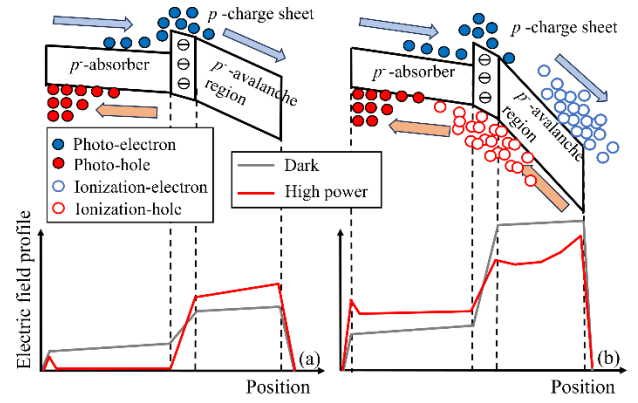 p -charge sheet
p⁻-absorber
p⁻-avalanche
region
⊖
⊖
⊖
p -charge sheet
p⁻-absorber
p⁻-avalanche
region
⊖
⊖
⊖
Photo-electron
Photo-hole
Ionization-electron
Ionization-hole
Dark
High power
Electric field profile
(a)
Position
(b)
Position